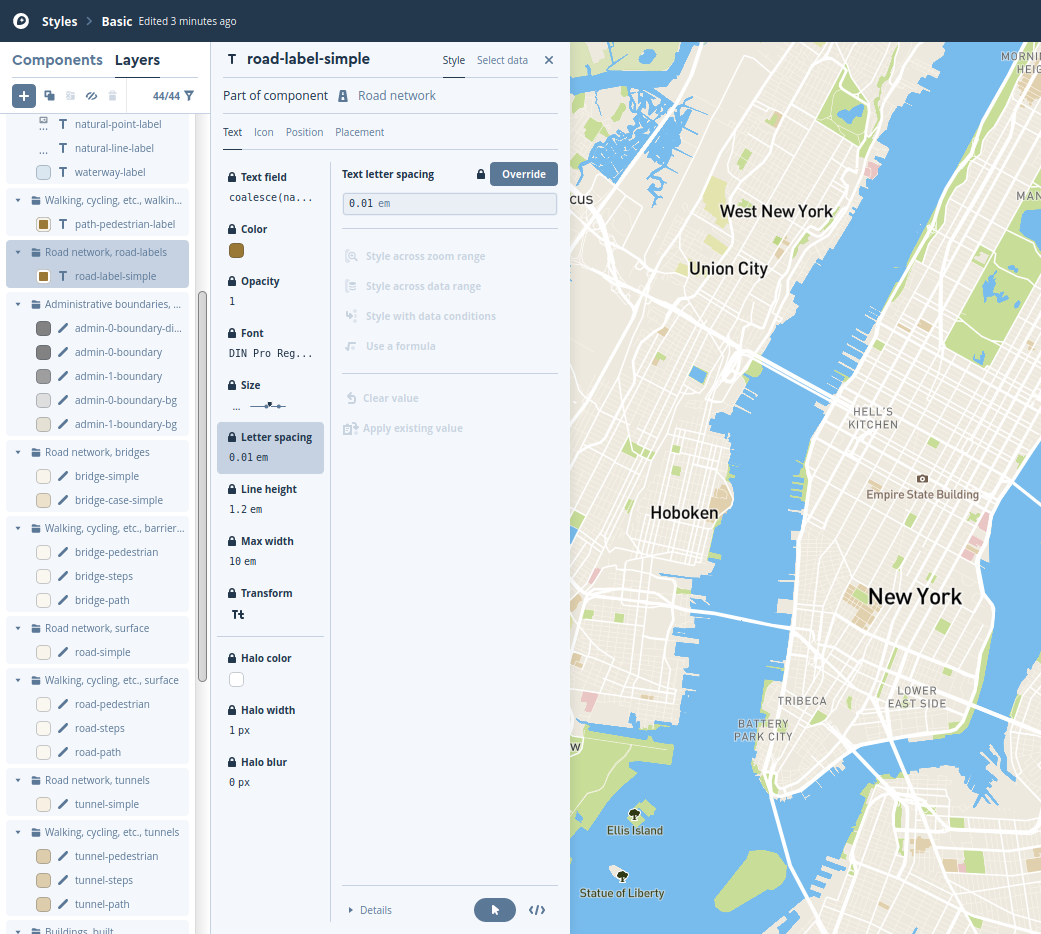 Styles > Basic Edited 3 minutes ago
Components Layers
44/44
natural-point-label
natural-line-label
waterway-label
Walking, cycling, etc., walkin...
path-pedestrian-label
Road network, road-labels
road-label-simple
Administrative boundaries, ...
admin-0-boundary-di...
admin-0-boundary
admin-1-boundary
admin-0-boundary-bg
admin-1-boundary-bg
Road network, bridges
bridge-simple
bridge-case-simple
Walking, cycling, etc., barrier...
bridge-pedestrian
bridge-steps
bridge-path
Road network, surface
road-simple
Walking, cycling, etc., surface
road-pedestrian
road-steps
road-path
Road network, tunnels
tunnel-simple
Walking, cycling, etc., tunnels
tunnel-pedestrian
tunnel-steps
tunnel-path
Buildings, built
T road-label-simple
Style Select data
Part of component Road network
Text Icon Position Placement
Text field
coalesce(na...
Color
Opacity
1
Font
DIN Pro Reg...
Size
...
Letter spacing
0.01 em
Line height
1.2 em
Max width
10 em
Transform
Tt
Halo color
Halo width
1 px
Halo blur
0 px
Text letter spacing
Override
0.01 em
Style across zoom range
Style across data range
Style with data conditions
Use a formula
Clear value
Apply existing value
Details
</>
MORNIN
HEIG
MAN
cus
West New York
Union City
HELL'S
KITCHEN
Empire State Building
Hoboken
New York
TRIBECA
LOWER
EAST SIDE
BATTERY
PARK CITY
w
Ellis Island
Statue of Liberty